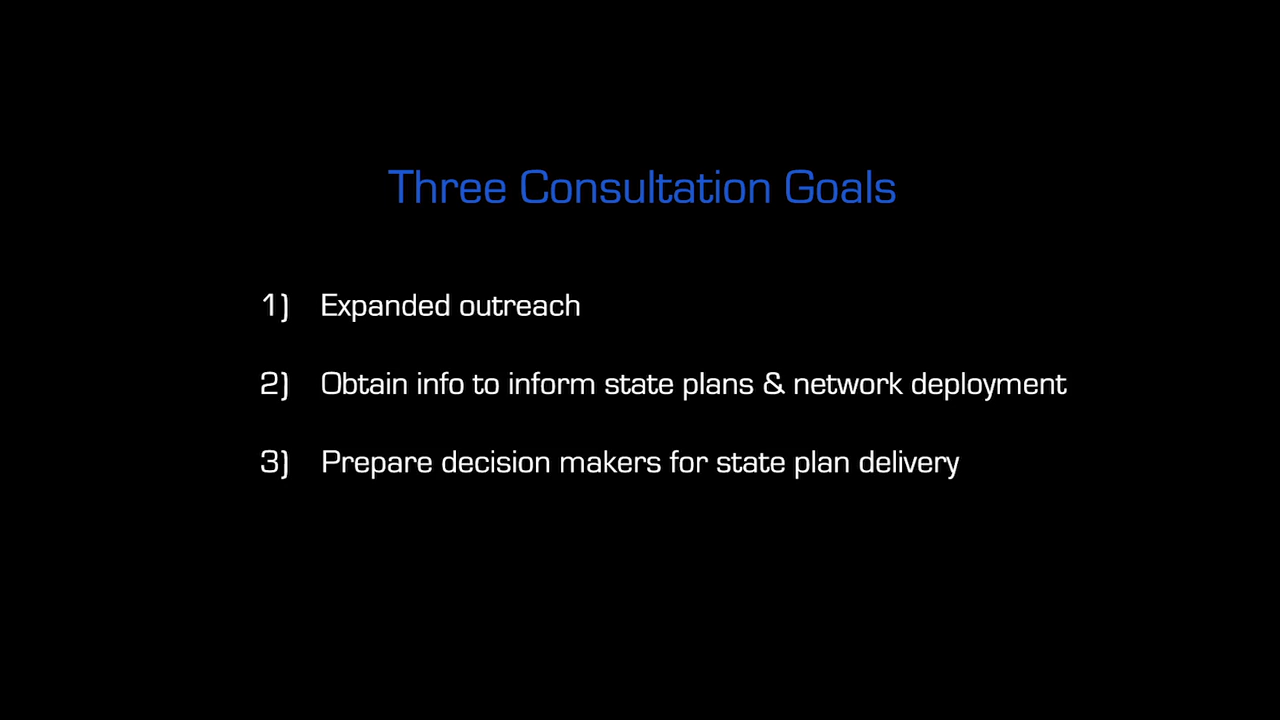 Three Consultation Goals
1) Expanded outreach
2) Obtain info to inform state plans & network deployment
3) Prepare decision makers for state plan delivery